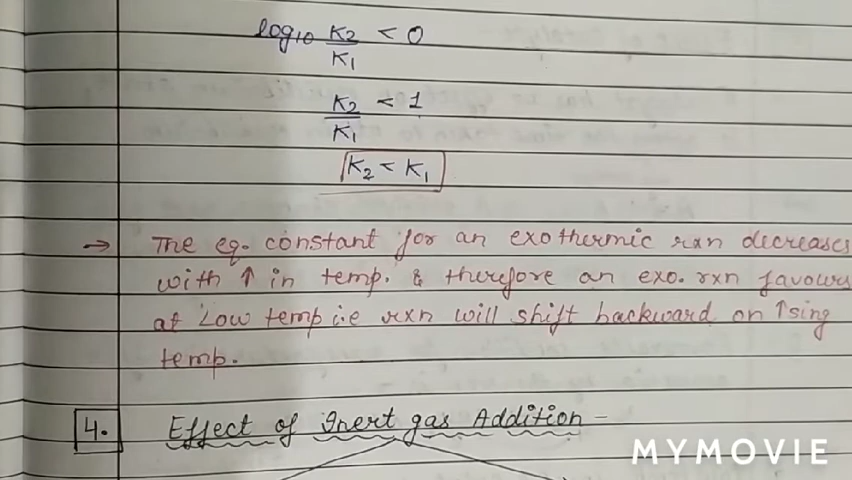 log₁₀ K₂/K₁ < 0
K₂/K₁ < 1
K₂ < K₁
→ The eq. constant for an exothermic rxn decreases
with ↑ in temp. & therefore an exo. rxn favours
at Low temp i.e rxn will shift backward on ↑sing
temp.
4. Effect of Inert gas Addition -
MYMOVIE